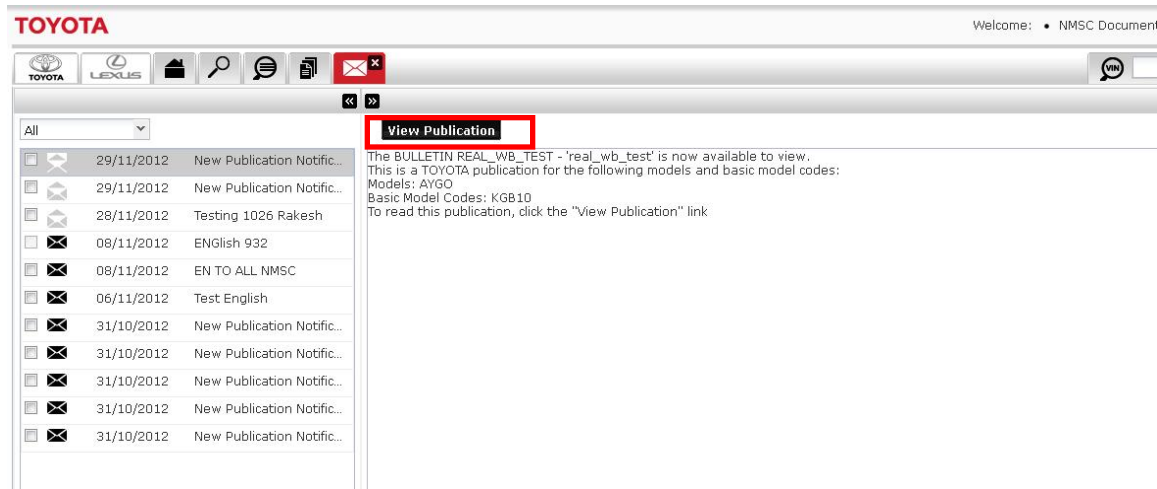 TOYOTA
Welcome: • NMSC Document
TOYOTA
LEXUS
VIN
All
View Publication
29/11/2012 New Publication Notific...
29/11/2012 New Publication Notific...
28/11/2012 Testing 1026 Rakesh
08/11/2012 ENGlish 932
08/11/2012 EN TO ALL NMSC
06/11/2012 Test English
31/10/2012 New Publication Notific...
31/10/2012 New Publication Notific...
31/10/2012 New Publication Notific...
31/10/2012 New Publication Notific...
31/10/2012 New Publication Notific...
The BULLETIN REAL_WB_TEST - 'real_wb_test' is now available to view.
This is a TOYOTA publication for the following models and basic model codes:
Models: AYGO
Basic Model Codes: KGB10
To read this publication, click the "View Publication" link